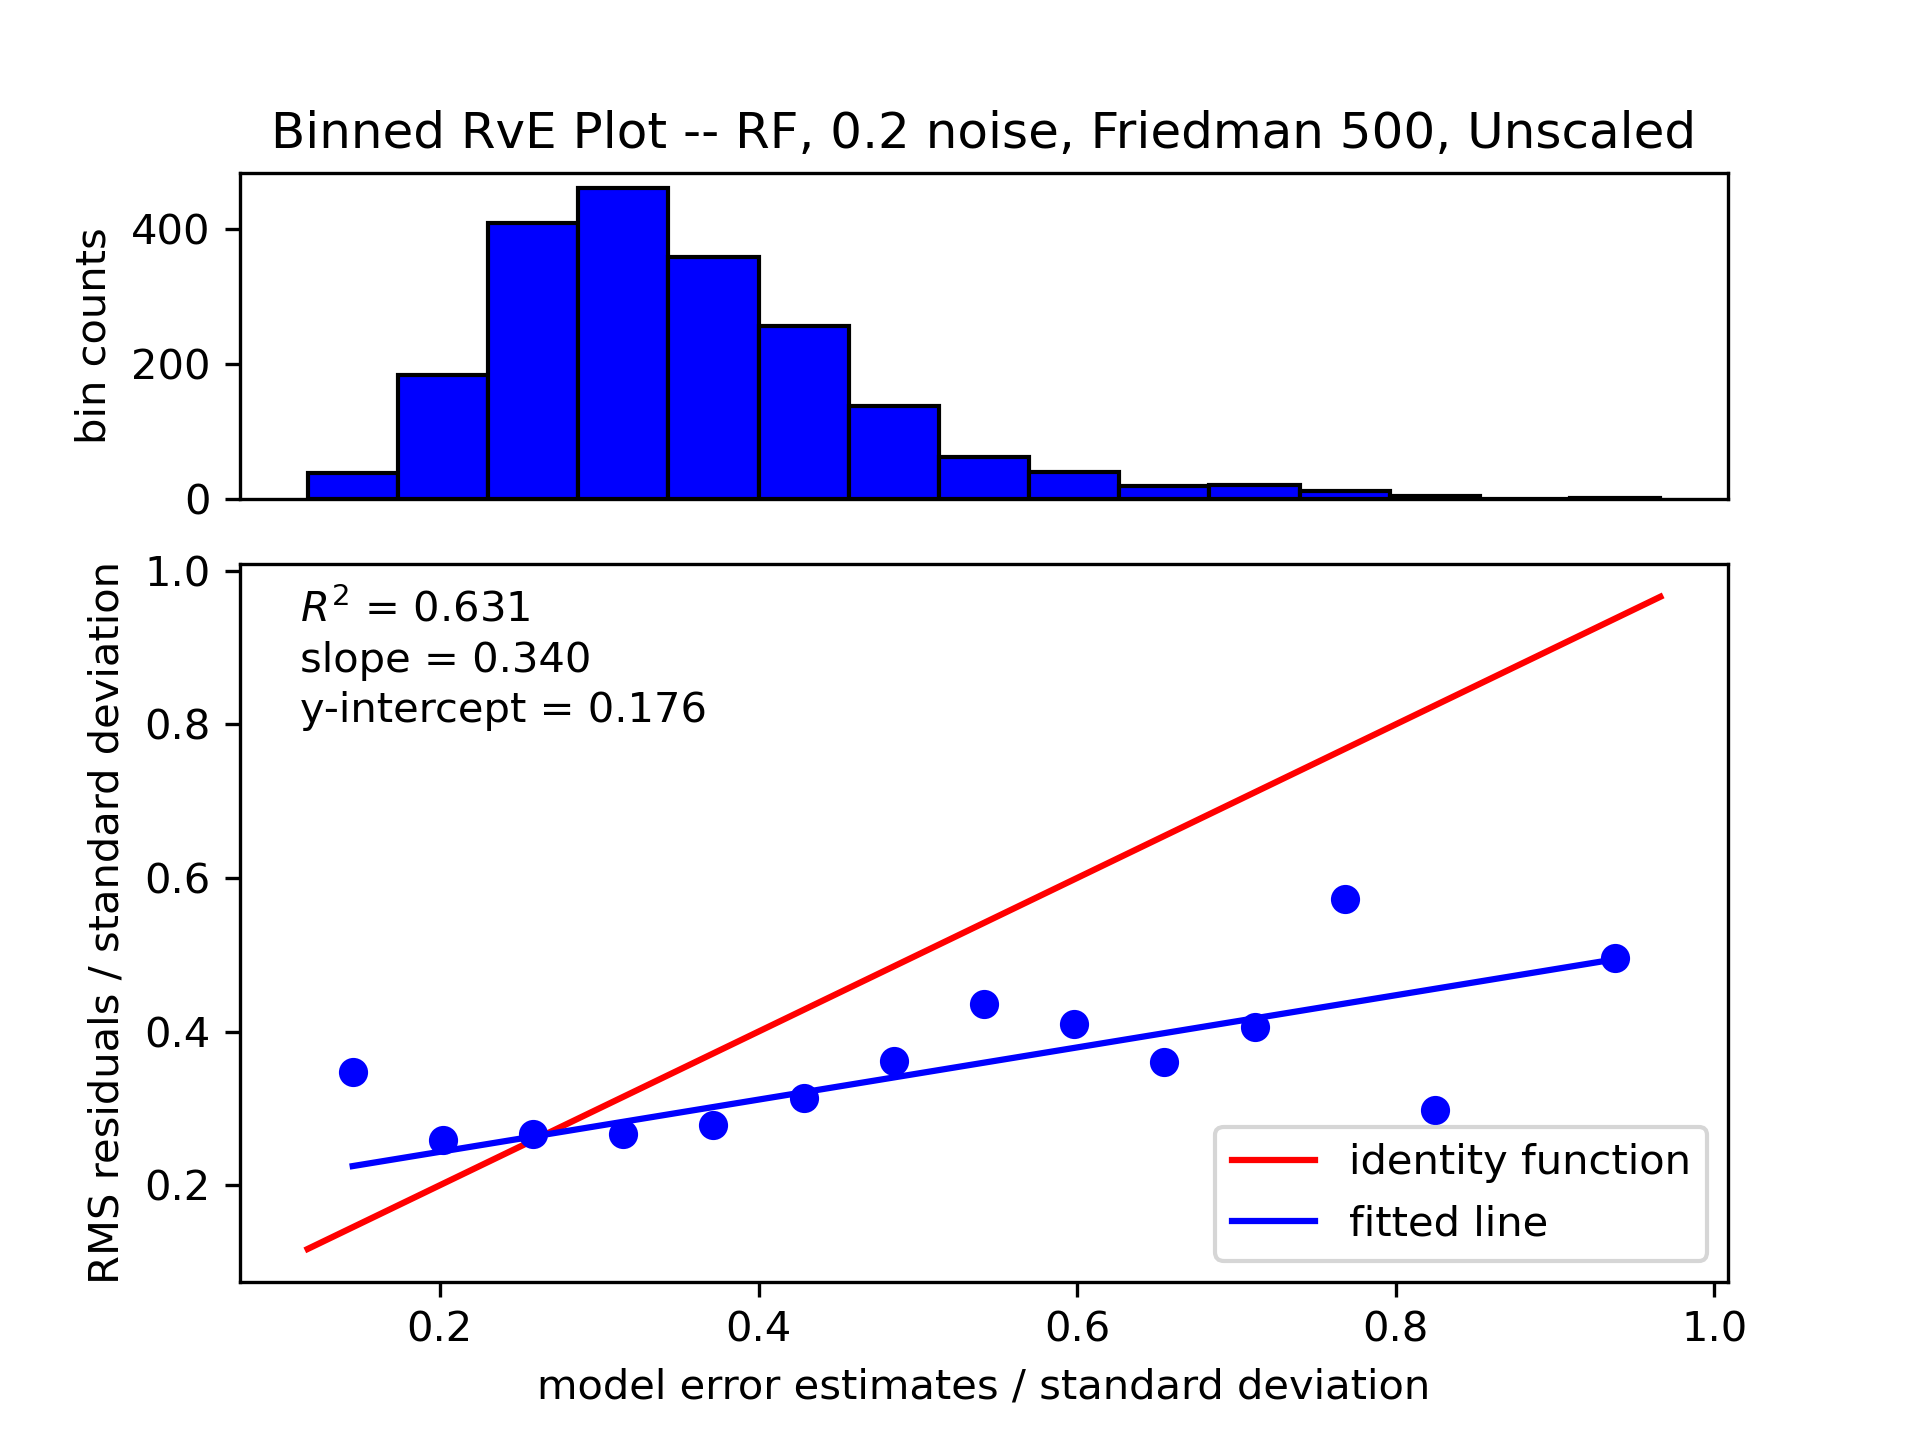 Binned RvE Plot -- RF, 0.2 noise, Friedman 500, Unscaled
bin counts
400
200
0
RMS residuals / standard deviation
1.0
0.8
0.6
0.4
0.2
R² = 0.631
slope = 0.340
y-intercept = 0.176
identity function
fitted line
0.2 0.4 0.6 0.8 1.0
model error estimates / standard deviation